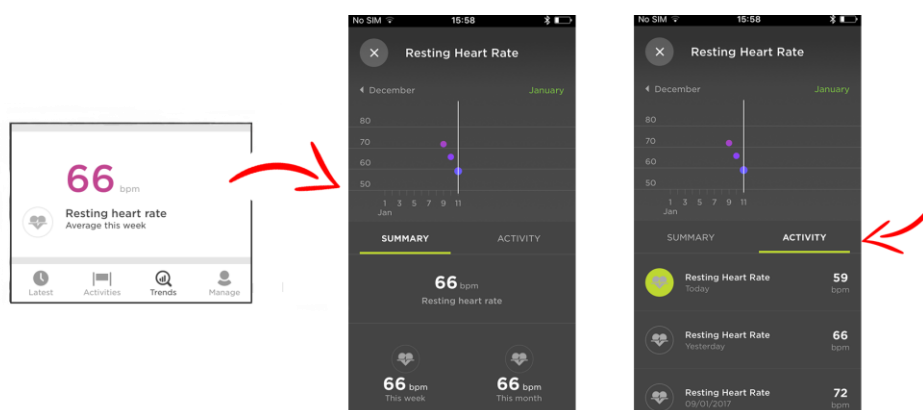 66 bpm
Resting heart rate
Average this week
Latest Activities Trends Manage
No SIM 15:58
Resting Heart Rate
December January
80
70
60
50
1 3 5 7 9 11
Jan
SUMMARY ACTIVITY
66 bpm
Resting heart rate
66 bpm 66 bpm
This week This month
No SIM 15:58
Resting Heart Rate
December January
80
70
60
50
1 3 5 7 9 11
Jan
SUMMARY ACTIVITY
Resting Heart Rate 59
Today bpm
Resting Heart Rate 66
Yesterday bpm
Resting Heart Rate 72
09/01/2017 bpm